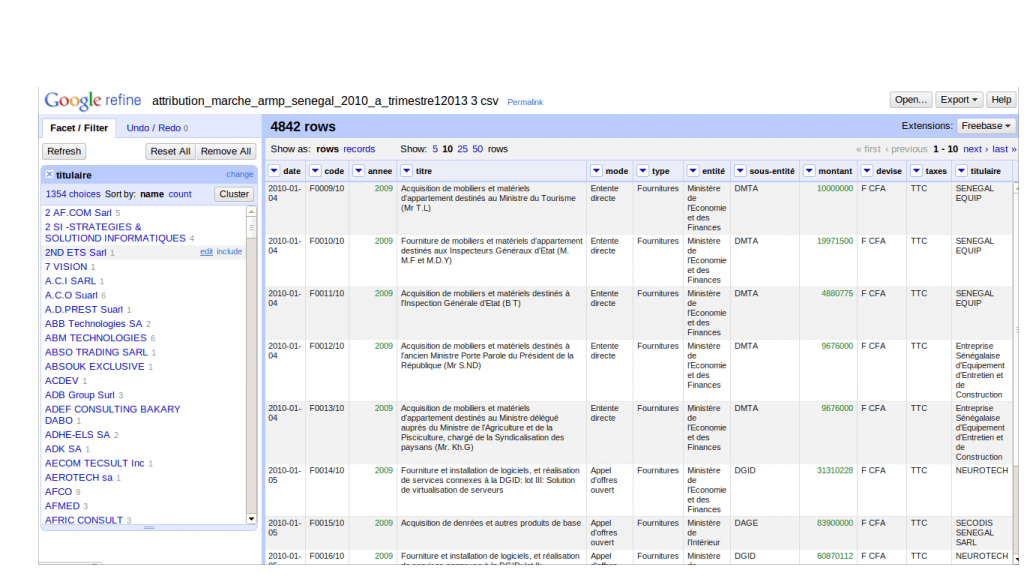 Google refine attribution_marche_armp_senegal_2010_a_trimestre12013 3 csv Permalink
Open... Export Help
Facet / Filter Undo / Redo 0
4842 rows
Extensions: Freebase
Refresh Reset All Remove All
Show as: rows records Show: 5 10 25 50 rows
« first ‹ previous 1 - 10 next › last »
titulaire change
1354 choices Sort by: name count Cluster
2 AF.COM Sarl 5
2 SI -STRATEGIES &
SOLUTIOND INFORMATIQUES 4
2ND ETS Sarl 1 edit include
7 VISION 1
A.C.I SARL 1
A.C.O Suarl 6
A.D.PREST Suarl 1
ABB Technologies SA 2
ABM TECHNOLOGIES 6
ABSO TRADING SARL 1
ABSOUK EXCLUSIVE 1
ACDEV 1
ADB Group Surl 3
ADEF CONSULTING BAKARY
DABO 1
ADHE-ELS SA 2
ADK SA 1
AECOM TECSULT Inc 1
AEROTECH sa 1
AFCO 9
AFMED 3
AFRIC CONSULT 3
date code annee titre mode type entité sous-entité montant devise taxes titulaire
2010-01- F0009/10 2009 Acquisition de mobiliers et matériels Entente Fournitures Ministère DMTA 10000000 F CFA TTC SENEGAL
04 d'appartement destinés au Ministre du Tourisme directe de EQUIP
(Mr T.L) l'Economie
et des
Finances
2010-01- F0010/10 2009 Fourniture de mobiliers et matériels d'appartement Entente Fournitures Ministère DMTA 19971500 F CFA TTC SENEGAL
04 destinés aux Inspecteurs Généraux d'Etat (M. directe de EQUIP
M.F et M.D.Y) l'Economie
et des
Finances
2010-01- F0011/10 2009 Acquisition de mobiliers et matériels destinés à Entente Fournitures Ministère DMTA 4880775 F CFA TTC SENEGAL
04 l'Inspection Générale d'Etat (B T) directe de EQUIP
l'Economie
et des
Finances
2010-01- F0012/10 2009 Acquisition de mobiliers et matériels destinés à Entente Fournitures Ministère DMTA 9676000 F CFA TTC Entreprise
04 l'ancien Ministre Porte Parole du Président de la directe de Sénégalaise
République (Mr S.ND) l'Economie d'Equipement
et des d'Entretien et
Finances de
Construction
2010-01- F0013/10 2009 Acquisition de mobiliers et matériels Entente Fournitures Ministère DMTA 9676000 F CFA TTC Entreprise
04 d'appartement destinés au Ministre délégué directe de Sénégalaise
auprès du Ministre de l'Agriculture et de la l'Economie d'Equipement
Pisciculture, chargé de la Syndicalisation des et des d'Entretien et
paysans (Mr. Kh.G) Finances de
Construction
2010-01- F0014/10 2009 Fourniture et installation de logiciels, et réalisation Appel Fournitures Ministère DGID 31310228 F CFA TTC NEUROTECH
05 de services connexes à la DGID: lot III: Solution d'offres de
de virtualisation de serveurs ouvert l'Economie
et des
Finances
2010-01- F0015/10 2009 Acquisition de denrées et autres produits de base Appel Fournitures Ministère DAGE 83900000 F CFA TTC SECODIS
05 d'offres de SENEGAL
ouvert l'Intérieur SARL
2010-01- F0016/10 2009 Fourniture et installation de logiciels, et réalisation Appel Fournitures Ministère DGID 60870112 F CFA TTC NEUROTECH